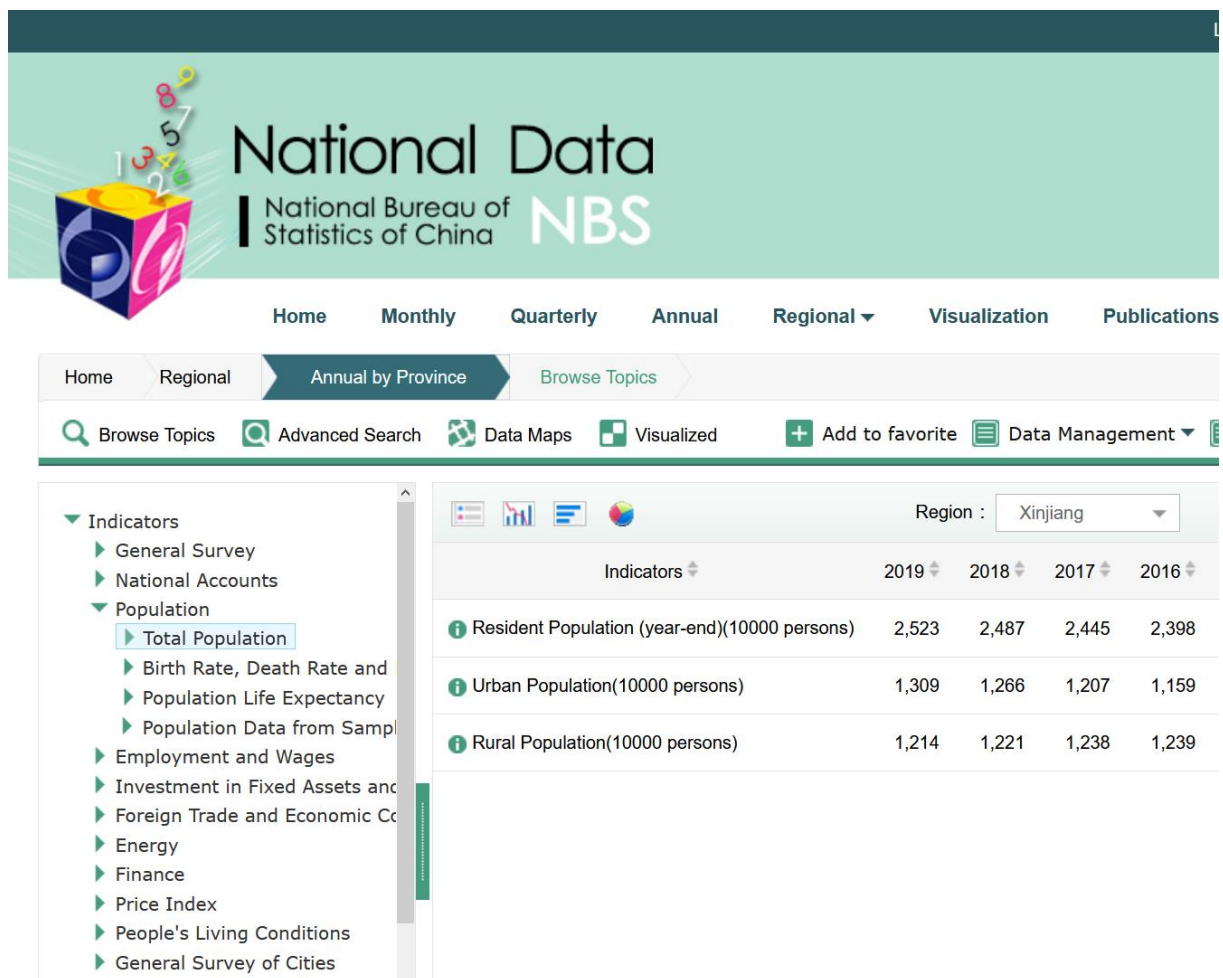 National Data
National Bureau of
Statistics of China NBS
Home Monthly Quarterly Annual Regional Visualization Publications
Home Regional Annual by Province Browse Topics
Browse Topics Advanced Search Data Maps Visualized Add to favorite Data Management
Region : Xinjiang
Indicators
General Survey
National Accounts
Population
Total Population
Birth Rate, Death Rate and
Population Life Expectancy
Population Data from Sampl
Employment and Wages
Investment in Fixed Assets and
Foreign Trade and Economic Co
Energy
Finance
Price Index
People's Living Conditions
General Survey of Cities
Indicators 2019 2018 2017 2016
Resident Population (year-end)(10000 persons) 2,523 2,487 2,445 2,398
Urban Population(10000 persons) 1,309 1,266 1,207 1,159
Rural Population(10000 persons) 1,214 1,221 1,238 1,239